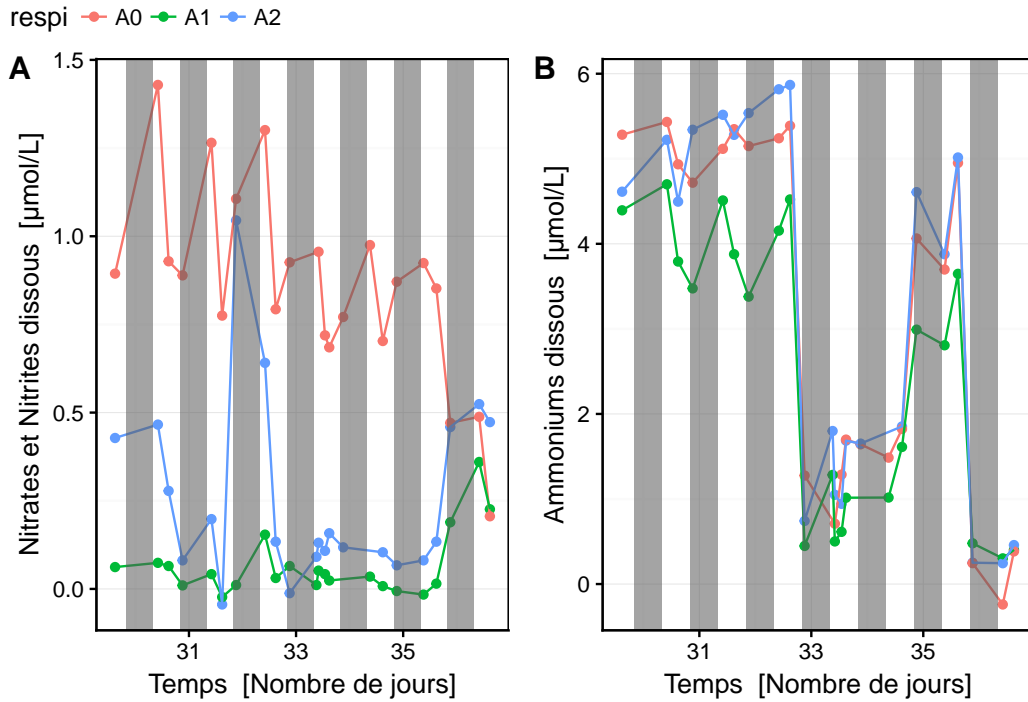 respi A0 A1 A2
A
Nitrates et Nitrites dissous [µmol/L]
1.5
1.0
0.5
0.0
31 33 35
Temps [Nombre de jours]
B
Ammoniums dissous [µmol/L]
6
4
2
0
31 33 35
Temps [Nombre de jours]